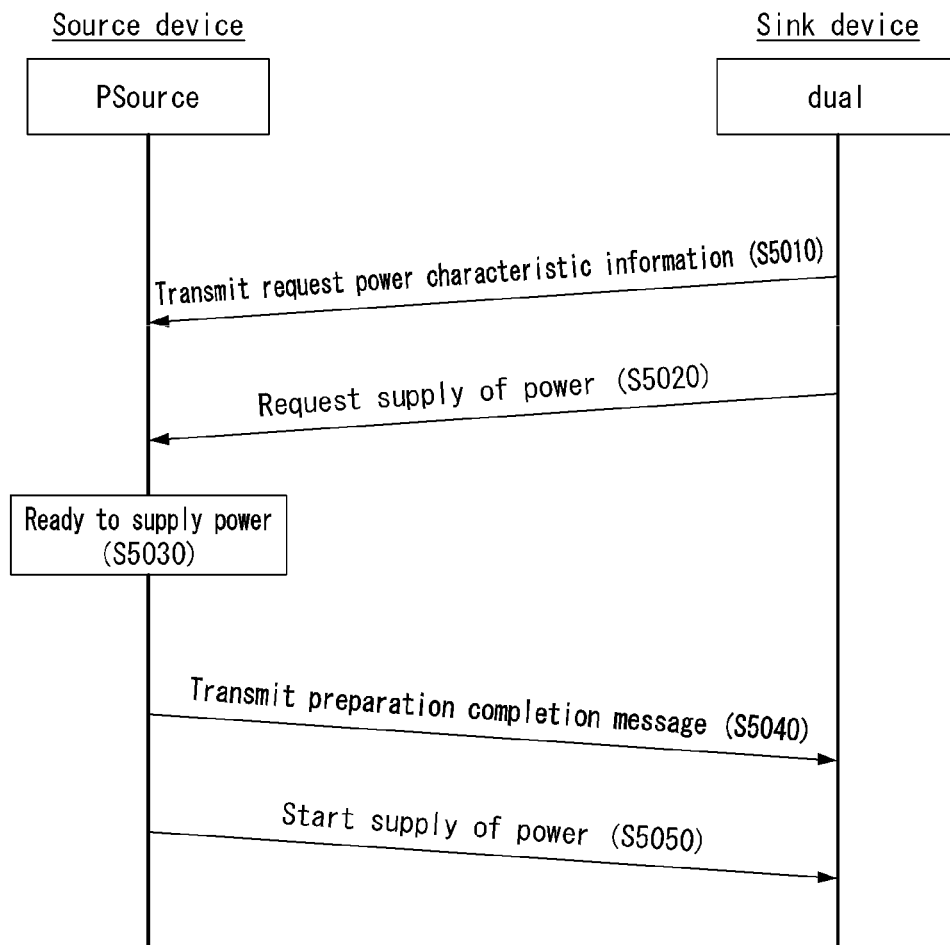 Source device
Sink device
PSource
dual
Transmit request power characteristic information (S5010)
Request supply of power (S5020)
Ready to supply power
(S5030)
Transmit preparation completion message (S5040)
Start supply of power (S5050)